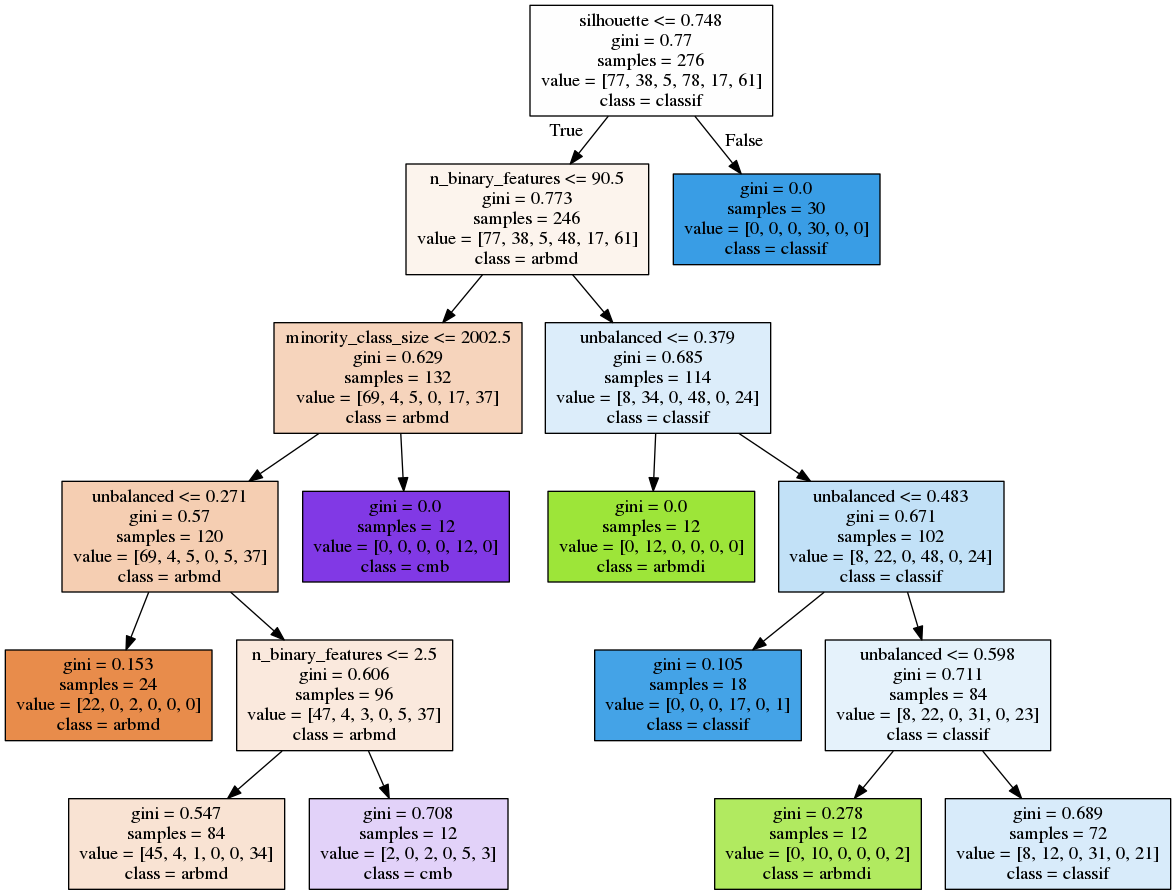 silhouette <= 0.748
gini = 0.77
samples = 276
value = [77, 38, 5, 78, 17, 61]
class = classif
True
False
n_binary_features <= 90.5
gini = 0.773
samples = 246
value = [77, 38, 5, 48, 17, 61]
class = arbmd
gini = 0.0
samples = 30
value = [0, 0, 0, 30, 0, 0]
class = classif
minority_class_size <= 2002.5
gini = 0.629
samples = 132
value = [69, 4, 5, 0, 17, 37]
class = arbmd
unbalanced <= 0.379
gini = 0.685
samples = 114
value = [8, 34, 0, 48, 0, 24]
class = classif
unbalanced <= 0.271
gini = 0.57
samples = 120
value = [69, 4, 5, 0, 5, 37]
class = arbmd
gini = 0.0
samples = 12
value = [0, 0, 0, 0, 12, 0]
class = cmb
gini = 0.0
samples = 12
value = [0, 12, 0, 0, 0, 0]
class = arbmdi
unbalanced <= 0.483
gini = 0.671
samples = 102
value = [8, 22, 0, 48, 0, 24]
class = classif
gini = 0.153
samples = 24
value = [22, 0, 2, 0, 0, 0]
class = arbmd
n_binary_features <= 2.5
gini = 0.606
samples = 96
value = [47, 4, 3, 0, 5, 37]
class = arbmd
gini = 0.105
samples = 18
value = [0, 0, 0, 17, 0, 1]
class = classif
unbalanced <= 0.598
gini = 0.711
samples = 84
value = [8, 22, 0, 31, 0, 23]
class = classif
gini = 0.547
samples = 84
value = [45, 4, 1, 0, 0, 34]
class = arbmd
gini = 0.708
samples = 12
value = [2, 0, 2, 0, 5, 3]
class = cmb
gini = 0.278
samples = 12
value = [0, 10, 0, 0, 0, 2]
class = arbmdi
gini = 0.689
samples = 72
value = [8, 12, 0, 31, 0, 21]
class = classif